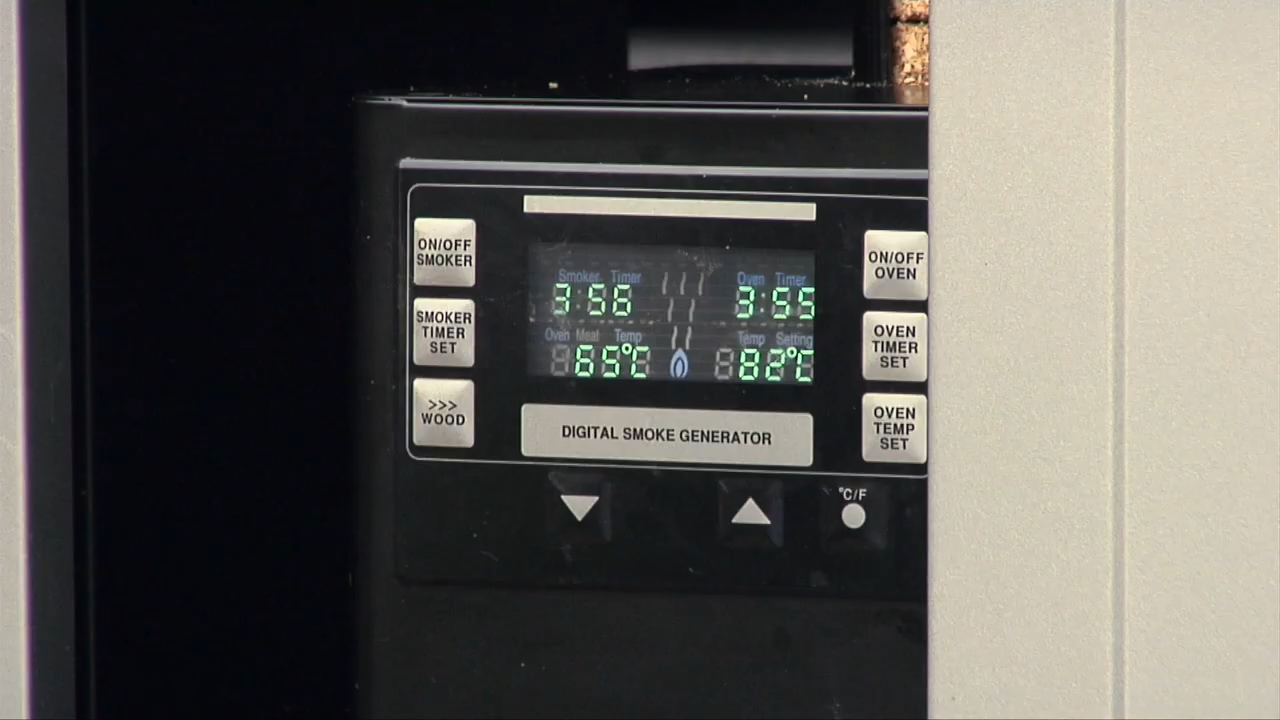 ON/OFF
SMOKER
SMOKER
TIMER
SET
>>>
WOOD
Smoker Timer
3:56
Oven Timer
3:55
Oven Meat Temp
65°C
Temp Setting
82°C
DIGITAL SMOKE GENERATOR
ON/OFF
OVEN
OVEN
TIMER
SET
OVEN
TEMP
SET
°C/F